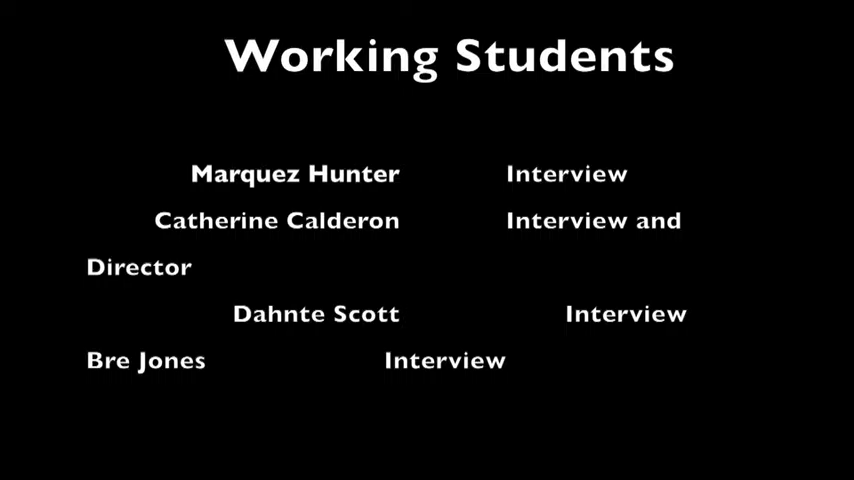 Working Students
Marquez Hunter Interview
Catherine Calderon Interview and
Director
Dahnte Scott Interview
Bre Jones Interview